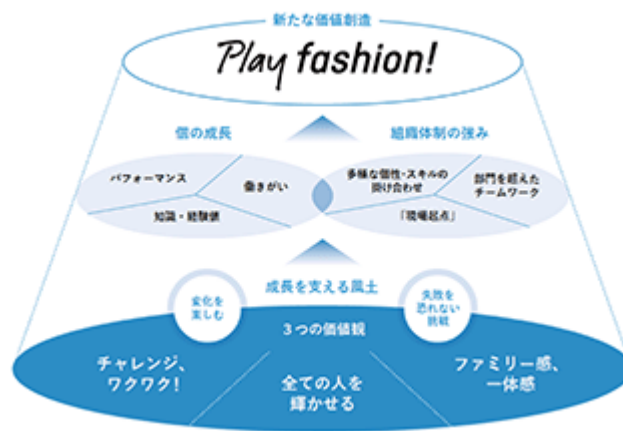 新たな価値創造
Play fashion!
個の成長
組織体制の強み
パフォーマンス
働きがい
知識・経験値
多様な個性・スキルの
掛け合わせ
部門を超えた
チームワーク
「現場起点」
成長を支える風土
変化を
楽しむ
失敗を
恐れない
挑戦
3つの価値観
チャレンジ、
ワクワク!
全ての人を
輝かせる
ファミリー感、
一体感